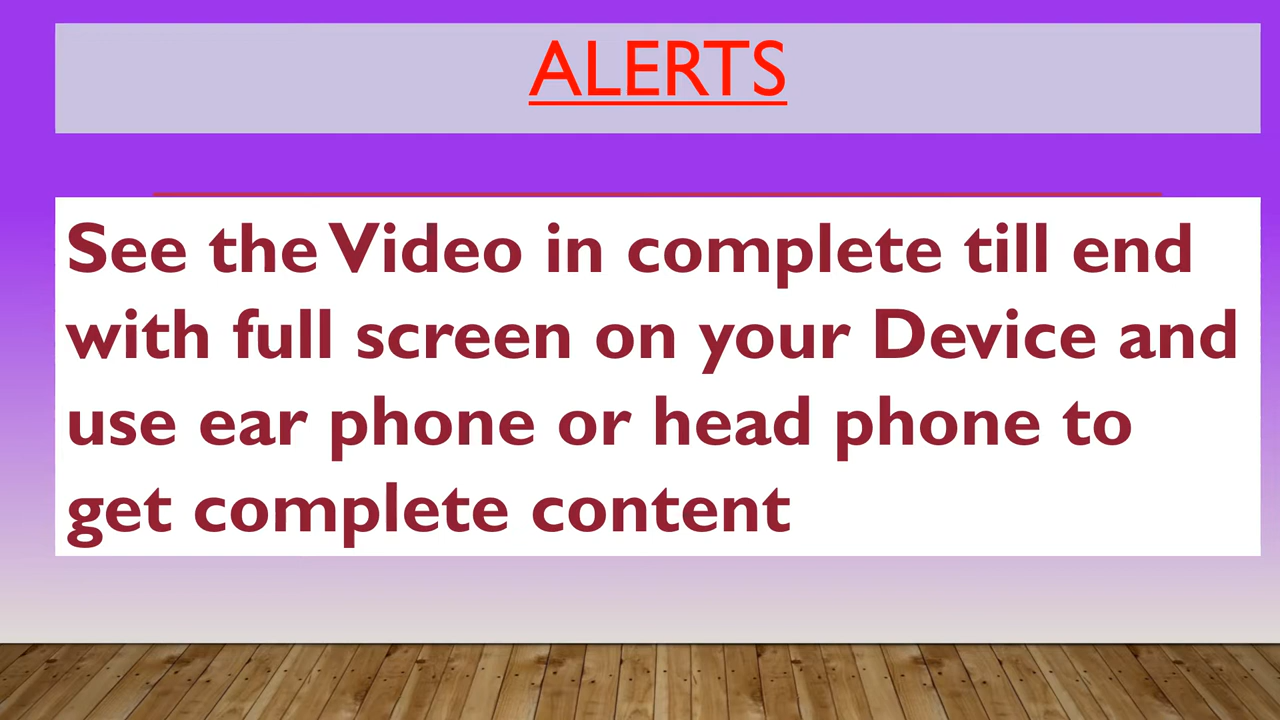 ALERTS
See the Video in complete till end
with full screen on your Device and
use ear phone or head phone to
get complete content